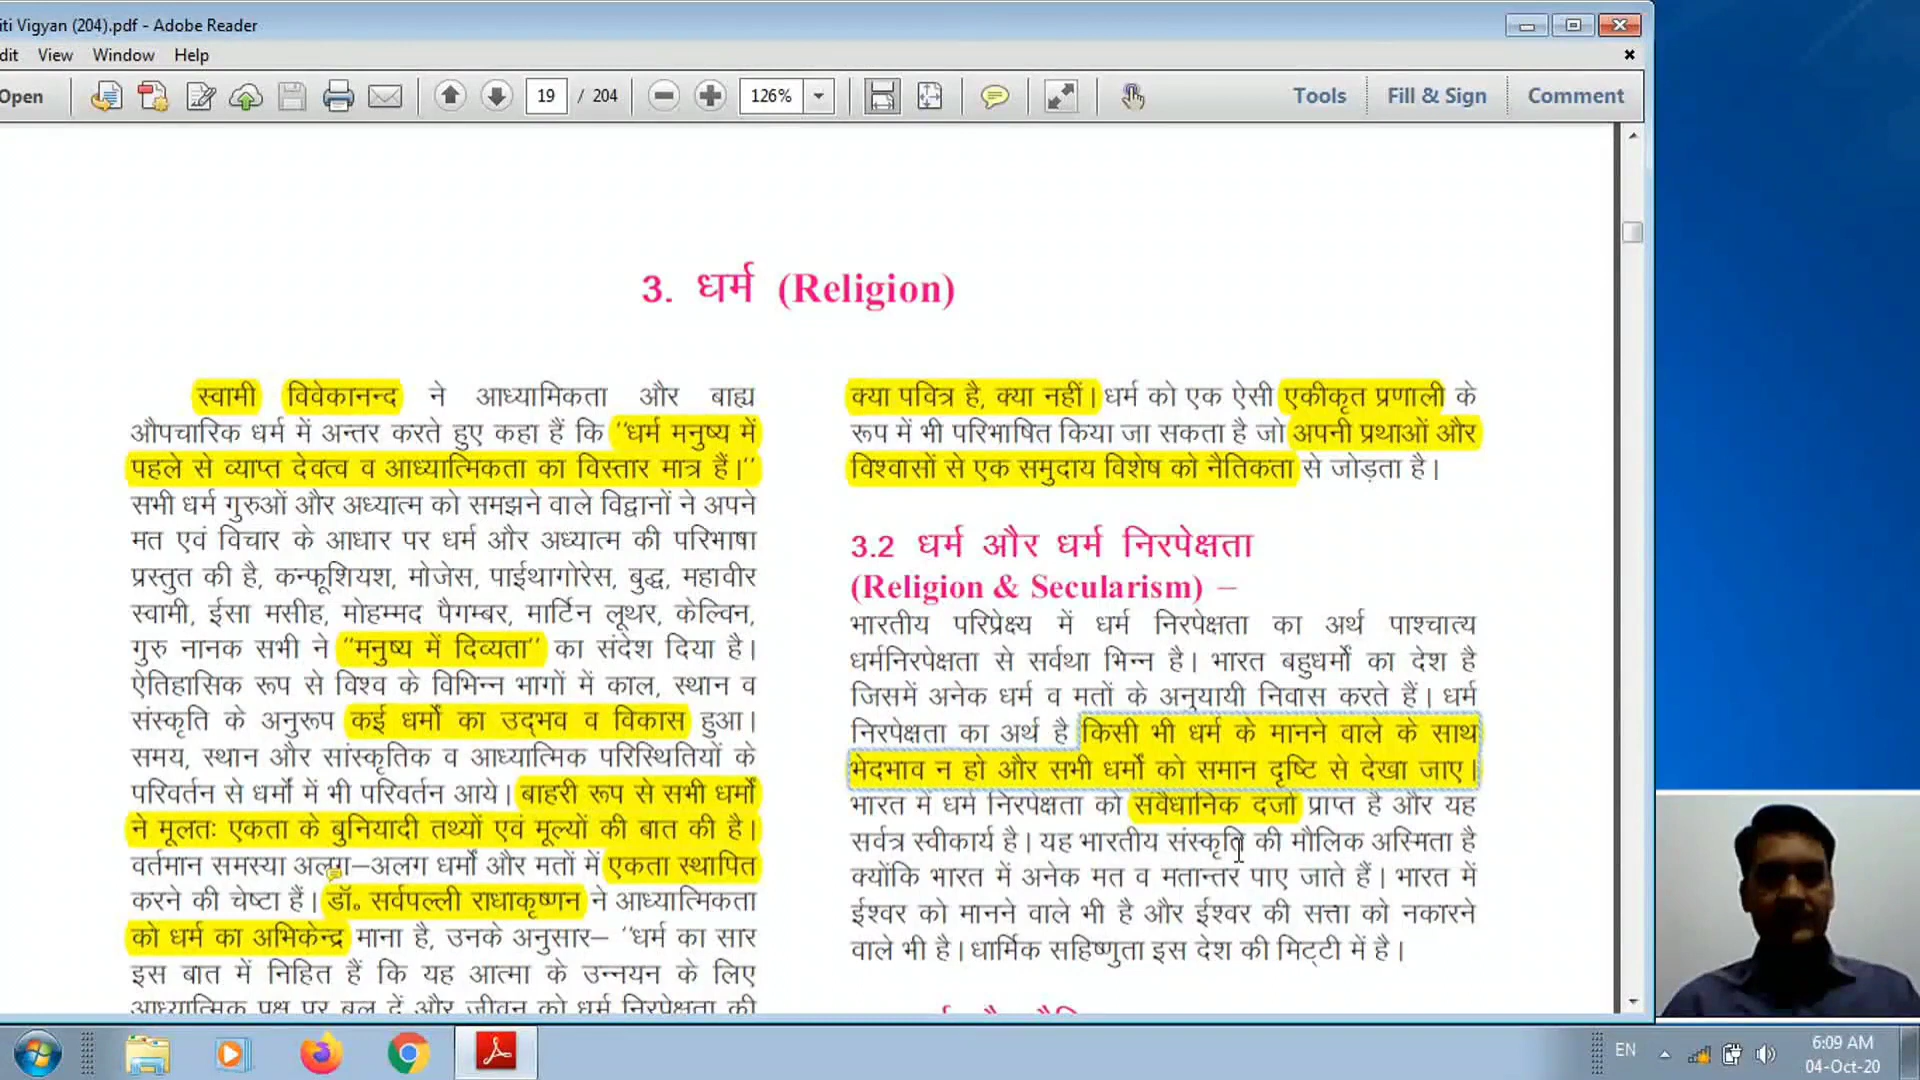 iti Vigyan (204).pdf - Adobe Reader
dit View Window Help
Open 19 / 204 126% Tools Fill & Sign Comment
3. धर्म (Religion)
स्वामी विवेकानन्द ने आध्यामिकता और बाह्य
औपचारिक धर्म में अन्तर करते हुए कहा हैं कि ‘‘धर्म मनुष्य में
पहले से व्याप्त देवत्व व आध्यात्मिकता का विस्तार मात्र हैं।’’
सभी धर्म गुरुओं और अध्यात्म को समझने वाले विद्वानों ने अपने
मत एवं विचार के आधार पर धर्म और अध्यात्म की परिभाषा
प्रस्तुत की है, कन्फूशियश, मोजेस, पाईथागोरेस, बुद्ध, महावीर
स्वामी, ईसा मसीह, मोहम्मद पैगम्बर, मार्टिन लूथर, केल्विन,
गुरु नानक सभी ने ‘‘मनुष्य में दिव्यता’’ का संदेश दिया है।
ऐतिहासिक रूप से विश्व के विभिन्न भागों में काल, स्थान व
संस्कृति के अनुरूप कई धर्मों का उद्भव व विकास हुआ।
समय, स्थान और सांस्कृतिक व आध्यात्मिक परिस्थितियों के
परिवर्तन से धर्मों में भी परिवर्तन आये। बाहरी रूप से सभी धर्मों
ने मूलतः एकता के बुनियादी तथ्यों एवं मूल्यों की बात की है।
वर्तमान समस्या अलग–अलग धर्मों और मतों में एकता स्थापित
करने की चेष्टा हैं। डॉ॰ सर्वपल्ली राधाकृष्णन ने आध्यात्मिकता
को धर्म का अभिकेन्द्र माना है, उनके अनुसार– ‘‘धर्म का सार
इस बात में निहित हैं कि यह आत्मा के उन्नयन के लिए
आध्यात्मिक पक्ष पर बल दें और जीवन को धर्म निरपेक्षता की
क्या पवित्र है, क्या नहीं। धर्म को एक ऐसी एकीकृत प्रणाली के
रूप में भी परिभाषित किया जा सकता है जो अपनी प्रथाओं और
विश्वासों से एक समुदाय विशेष को नैतिकता से जोड़ता है।
3.2 धर्म और धर्म निरपेक्षता
(Religion & Secularism) –
भारतीय परिप्रेक्ष्य में धर्म निरपेक्षता का अर्थ पाश्चात्य
धर्मनिरपेक्षता से सर्वथा भिन्न है। भारत बहुधर्मों का देश है
जिसमें अनेक धर्म व मतों के अनुयायी निवास करते हैं। धर्म
निरपेक्षता का अर्थ है किसी भी धर्म के मानने वाले के साथ
भेदभाव न हो और सभी धर्मों को समान दृष्टि से देखा जाए।
भारत में धर्म निरपेक्षता को संवैधानिक दर्जा प्राप्त है और यह
सर्वत्र स्वीकार्य है। यह भारतीय संस्कृति की मौलिक अस्मिता है
क्योंकि भारत में अनेक मत व मतान्तर पाए जाते हैं। भारत में
ईश्वर को मानने वाले भी है और ईश्वर की सत्ता को नकारने
वाले भी है। धार्मिक सहिष्णुता इस देश की मिट्टी में है।
EN
6:09 AM
04-Oct-20